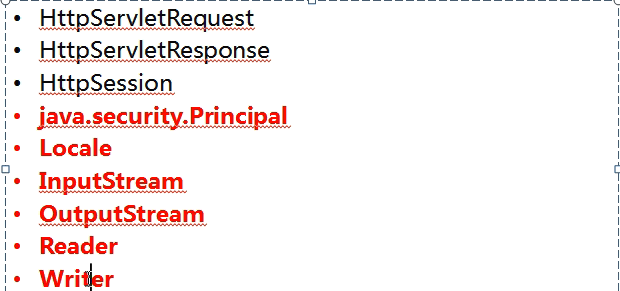 • HttpServletRequest
• HttpServletResponse
• HttpSession
• java.security.Principal
• Locale
• InputStream
• OutputStream
• Reader
• Writer